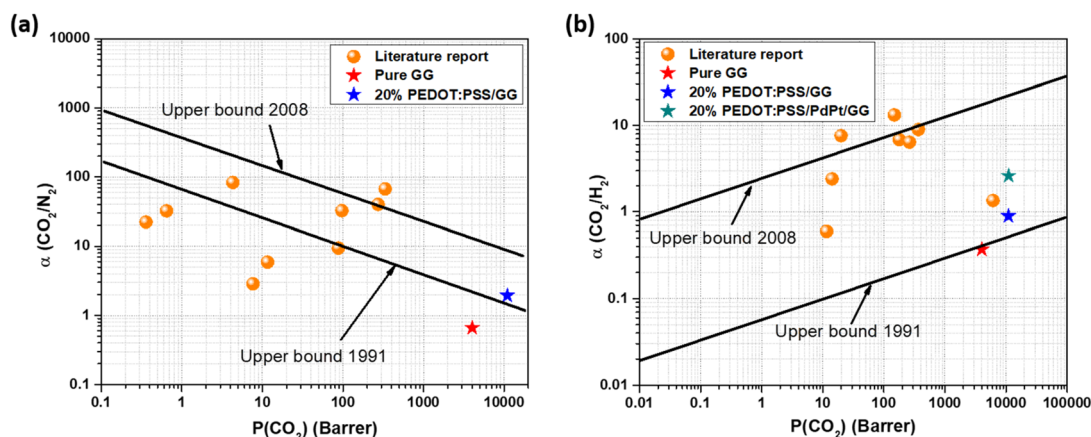 (a)
10000
1000
100
10
1
0.1
α (CO2/N2)
Literature report
Pure GG
20% PEDOT:PSS/GG
Upper bound 2008
Upper bound 1991
0.1 1 10 100 1000 10000
P(CO2) (Barrer)
(b)
100
10
1
0.1
0.01
α (CO2/H2)
Literature report
Pure GG
20% PEDOT:PSS/GG
20% PEDOT:PSS/PdPt/GG
Upper bound 2008
Upper bound 1991
0.01 0.1 1 10 100 1000 10000 100000
P(CO2) (Barrer)